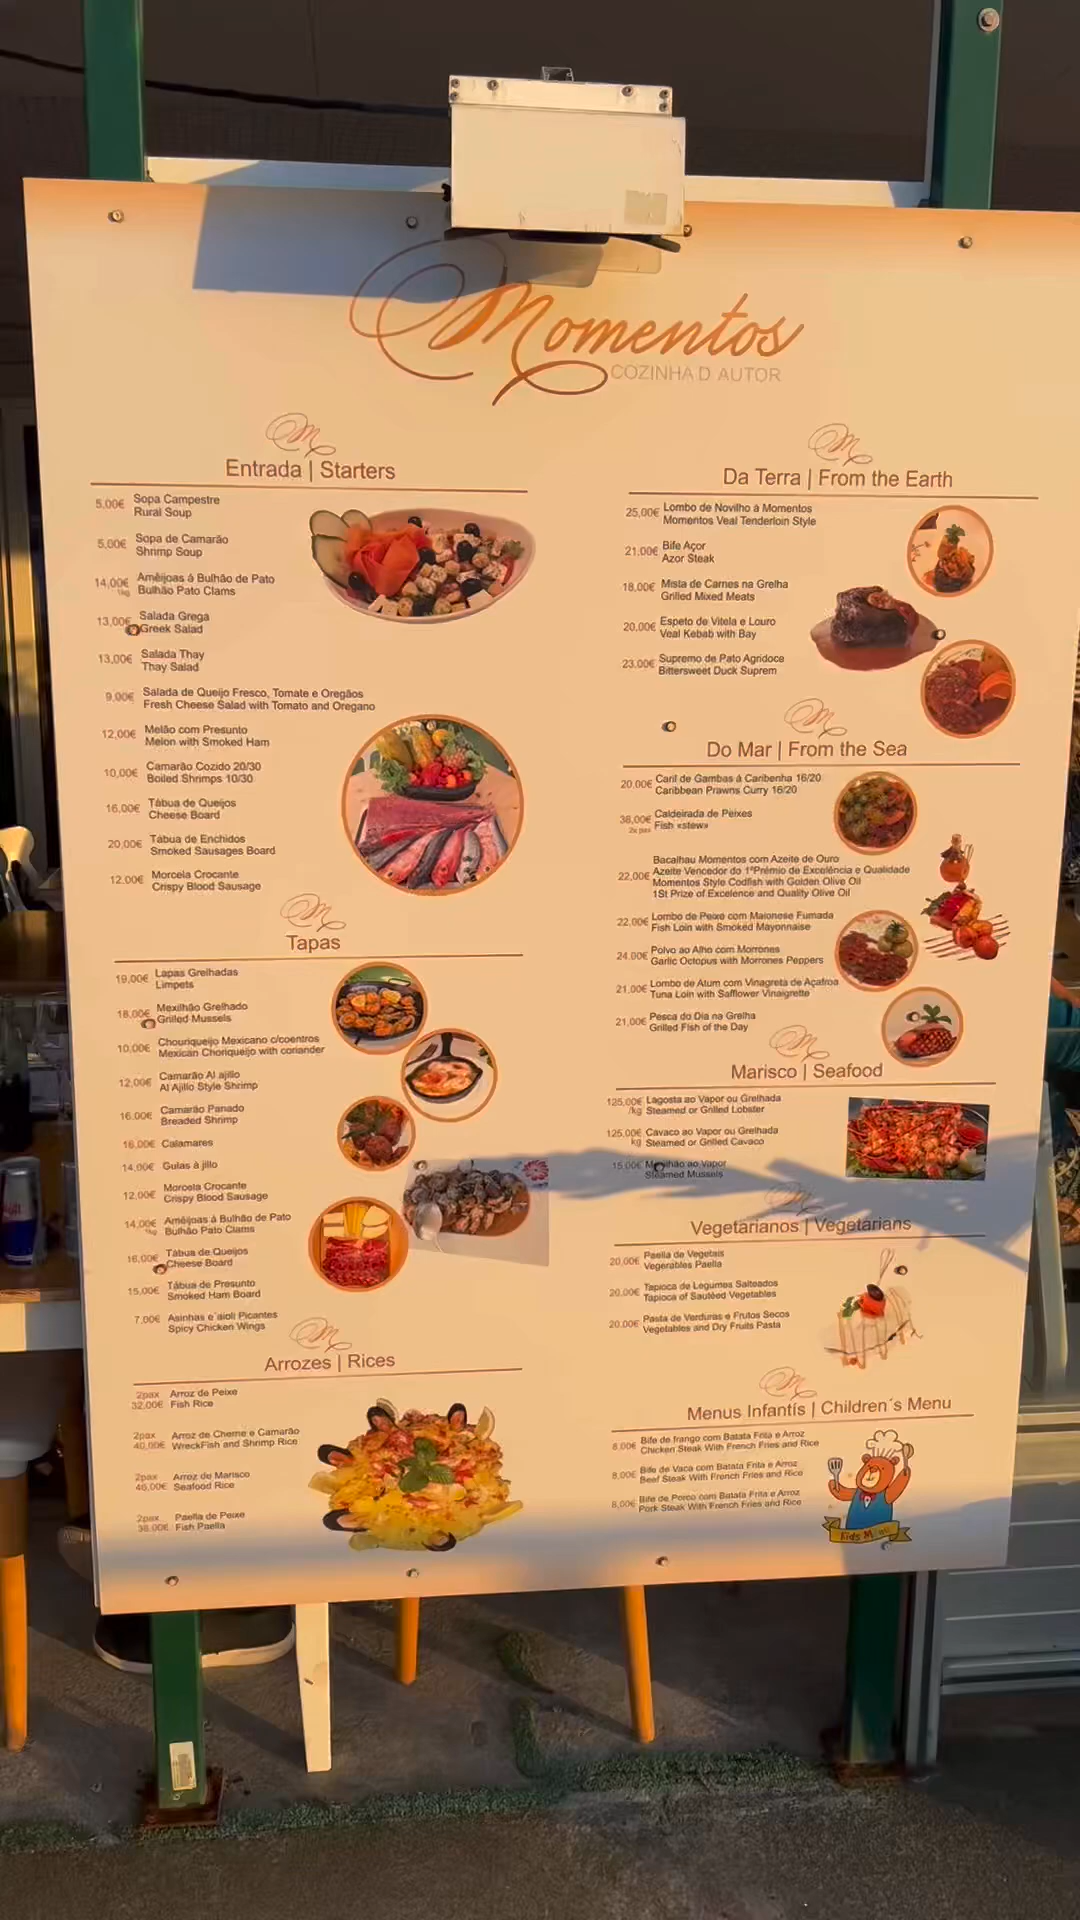 Momentos
COZINHA D AUTOR
Entrada | Starters
5,00€ Sopa Campestre
Rural Soup
5,00€ Sopa de Camarão
Shrimp Soup
14,00€ Amêijoas á Bulhão de Pato
1kg Bulhão Pato Clams
13,00€ Salada Grega
Greek Salad
13,00€ Salada Thay
Thay Salad
9,00€ Salada de Queijo Fresco, Tomate e Oregãos
Fresh Cheese Salad with Tomato and Oregano
12,00€ Melão com Presunto
Melon with Smoked Ham
10,00€ Camarão Cozido 20/30
Boiled Shrimps 10/30
16,00€ Tábua de Queijos
Cheese Board
20,00€ Tábua de Enchidos
Smoked Sausages Board
12,00€ Morcela Crocante
Crispy Blood Sausage
Tapas
19,00€ Lapas Grelhadas
Limpets
18,00€ Mexilhão Grelhado
Grilled Mussels
10,00€ Chouriqueijo Mexicano c/coentros
Mexican Choriqueijo with coriander
12,00€ Camarão Al ajillo
Al Ajillo Style Shrimp
16,00€ Camarão Panado
Breaded Shrimp
16,00€ Calamares
14,00€ Gulas à jillo
12,00€ Morcela Crocante
Crispy Blood Sausage
14,00€ Amêijoas à Bulhão de Pato
1kg Bulhão Pato Clams
16,00€ Tábua de Queijos
Cheese Board
15,00€ Tábua de Presunto
Smoked Ham Board
7,00€ Asinhas e´aioli Picantes
Spicy Chicken Wings
Arrozes | Rices
2pax Arroz de Peixe
32,00€ Fish Rice
2pax Arroz de Cherne e Camarão
40,00€ WreckFish and Shrimp Rice
2pax Arroz de Marisco
46,00€ Seafood Rice
2pax Paella de Peixe
38,00€ Fish Paella
Da Terra | From the Earth
25,00€ Lombo de Novilho à Momentos
Momentos Veal Tenderloin Style
21,00€ Bife Açor
Azor Steak
18,00€ Mista de Carnes na Grelha
Grilled Mixed Meats
20,00€ Espeto de Vitela e Louro
Veal Kebab with Bay
23,00€ Supremo de Pato Agridoce
Bittersweet Duck Suprem
Do Mar | From the Sea
20,00€ Caril de Gambas à Caribenha 16/20
Caribbean Prawns Curry 16/20
38,00€ Caldeirada de Peixes
2x pax Fish «stew»
Bacalhau Momentos com Azeite de Ouro
Azeite Vencedor do 1ºPrémio de Excelência e Qualidade
22,00€ Momentos Style Codfish with Golden Olive Oil
1St Prize of Excelence and Quality Olive Oil
22,00€ Lombo de Peixe com Maionese Fumada
Fish Loin with Smoked Mayonnaise
24,00€ Polvo ao Alho com Morrones
Garlic Octopus with Morrones Peppers
21,00€ Lombo de Atum com Vinagreta de Açafroa
Tuna Loin with Safflower Vinaigrette
21,00€ Pesca do Dia na Grelha
Grilled Fish of the Day
Marisco | Seafood
125,00€ Lagosta ao Vapor ou Grelhada
/kg Steamed or Grilled Lobster
125,00€ Cavaco ao Vapor ou Grelhada
kg Steamed or Grilled Cavaco
15,00€ Mexilhão ao Vapor
Steamed Mussels
Vegetarianos | Vegetarians
20,00€ Paella de Vegetais
Vegerables Paella
20,00€ Tapioca de Legumes Salteados
Tapioca of Sautéed Vegetables
20,00€ Pasta de Verduras e Frutos Secos
Vegetables and Dry Fruits Pasta
Menus Infantís | Children´s Menu
8,00€ Bife de frango com Batata Frita e Arroz
Chicken Steak With French Fries and Rice
8,00€ Bife de Vaca com Batata Frita e Arroz
Beef Steak With French Fries and Rice
8,00€ Bife de Porco com Batata Frita e Arroz
Pork Steak With French Fries and Rice
Kids Menu